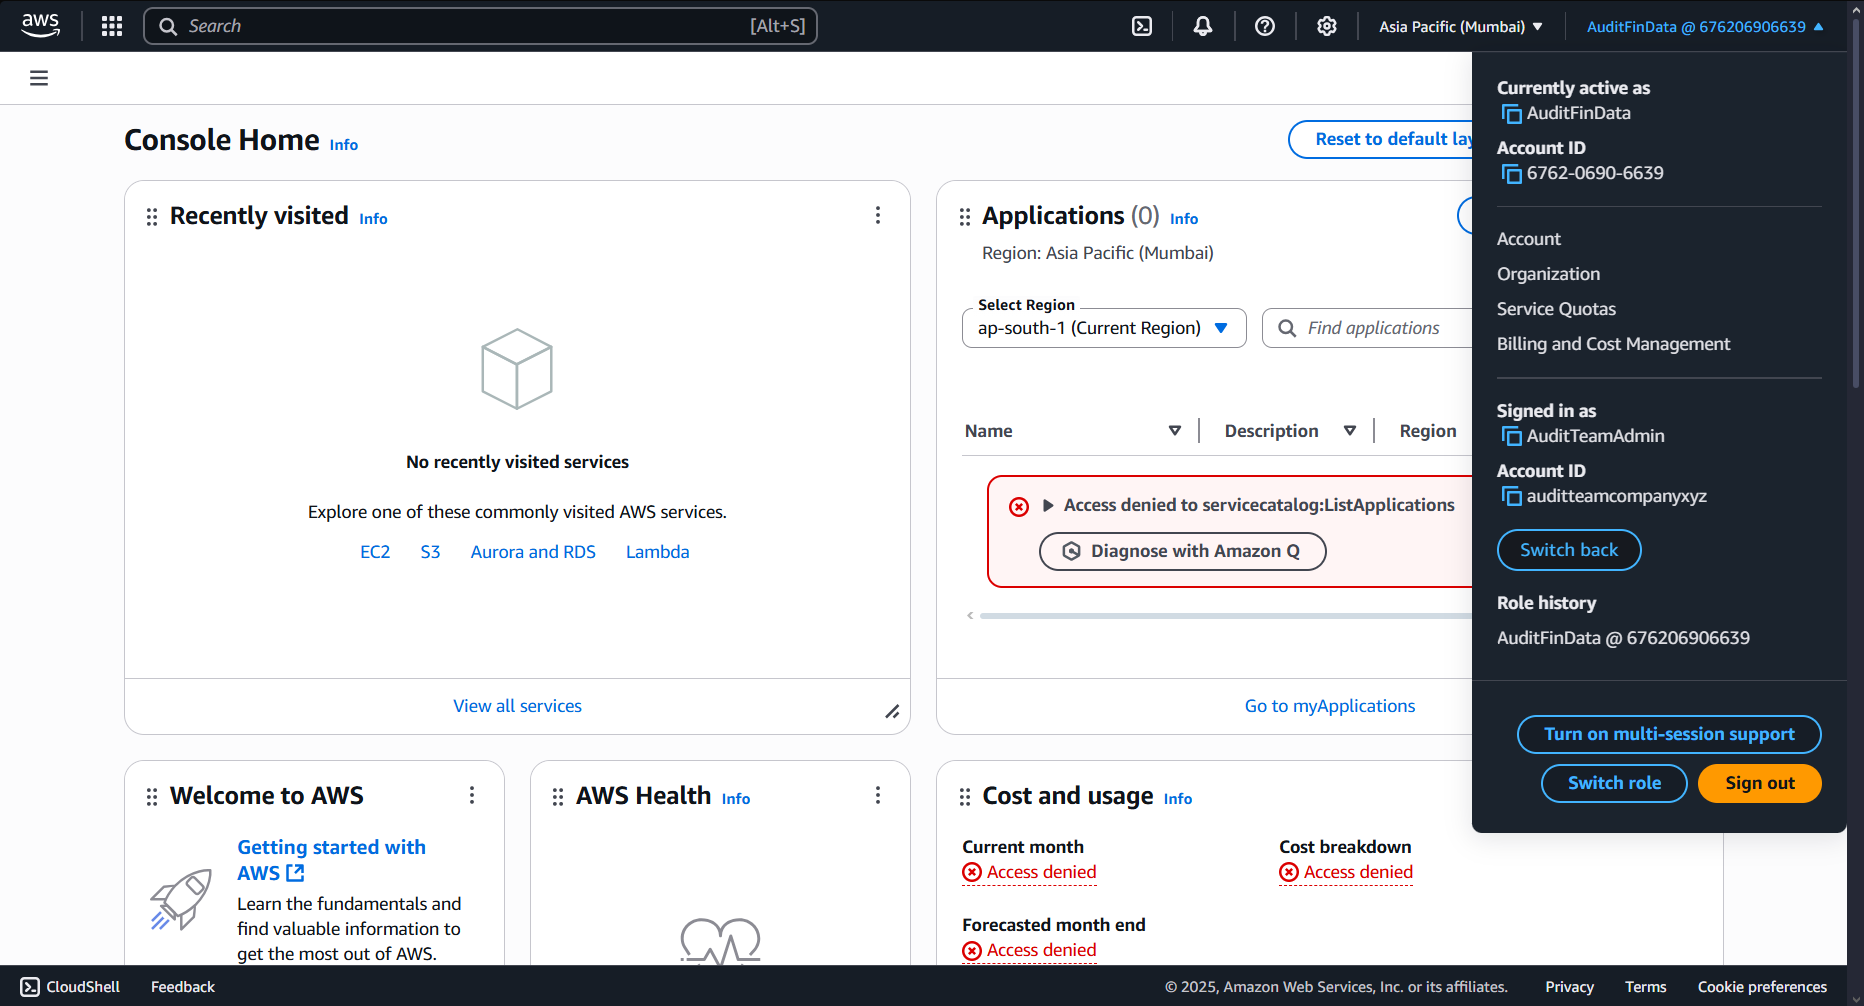 aws
Search
[Alt+S]
Asia Pacific (Mumbai)
AuditFinData @ 676206906639
Console Home Info
Reset to default lay
Recently visited Info
No recently visited services
Explore one of these commonly visited AWS services.
EC2 S3 Aurora and RDS Lambda
View all services
Applications (0) Info
Region: Asia Pacific (Mumbai)
Select Region
ap-south-1 (Current Region)
Find applications
Name Description Region
Access denied to servicecatalog:ListApplications
Diagnose with Amazon Q
Go to myApplications
Currently active as
AuditFinData
Account ID
6762-0690-6639
Account
Organization
Service Quotas
Billing and Cost Management
Signed in as
AuditTeamAdmin
Account ID
auditteamcompanyxyz
Switch back
Role history
AuditFinData @ 676206906639
Turn on multi-session support
Switch role
Sign out
Welcome to AWS
Getting started with
AWS
Learn the fundamentals and
find valuable information to
get the most out of AWS.
AWS Health Info
Cost and usage Info
Current month
Access denied
Cost breakdown
Access denied
Forecasted month end
Access denied
CloudShell
Feedback
© 2025, Amazon Web Services, Inc. or its affiliates.
Privacy
Terms
Cookie preferences